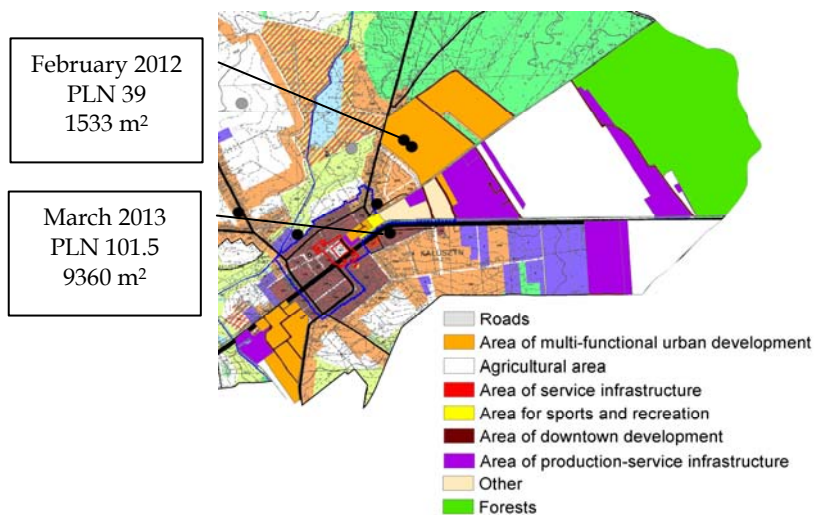 February 2012
PLN 39
1533 m²
March 2013
PLN 101.5
9360 m²
KAŁUSZYN
Roads
Area of multi-functional urban development
Agricultural area
Area of service infrastructure
Area for sports and recreation
Area of downtown development
Area of production-service infrastructure
Other
Forests